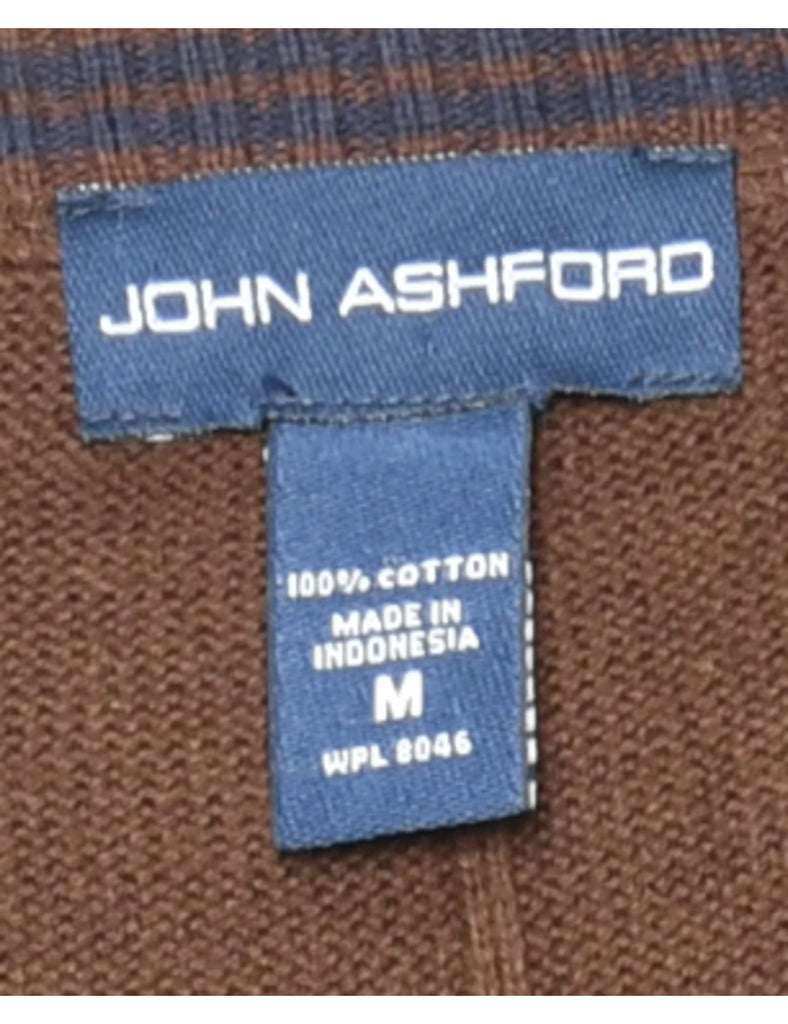 JOHN ASHFORD
100% COTTON
MADE IN
INDONESIA
M
WPL 8046